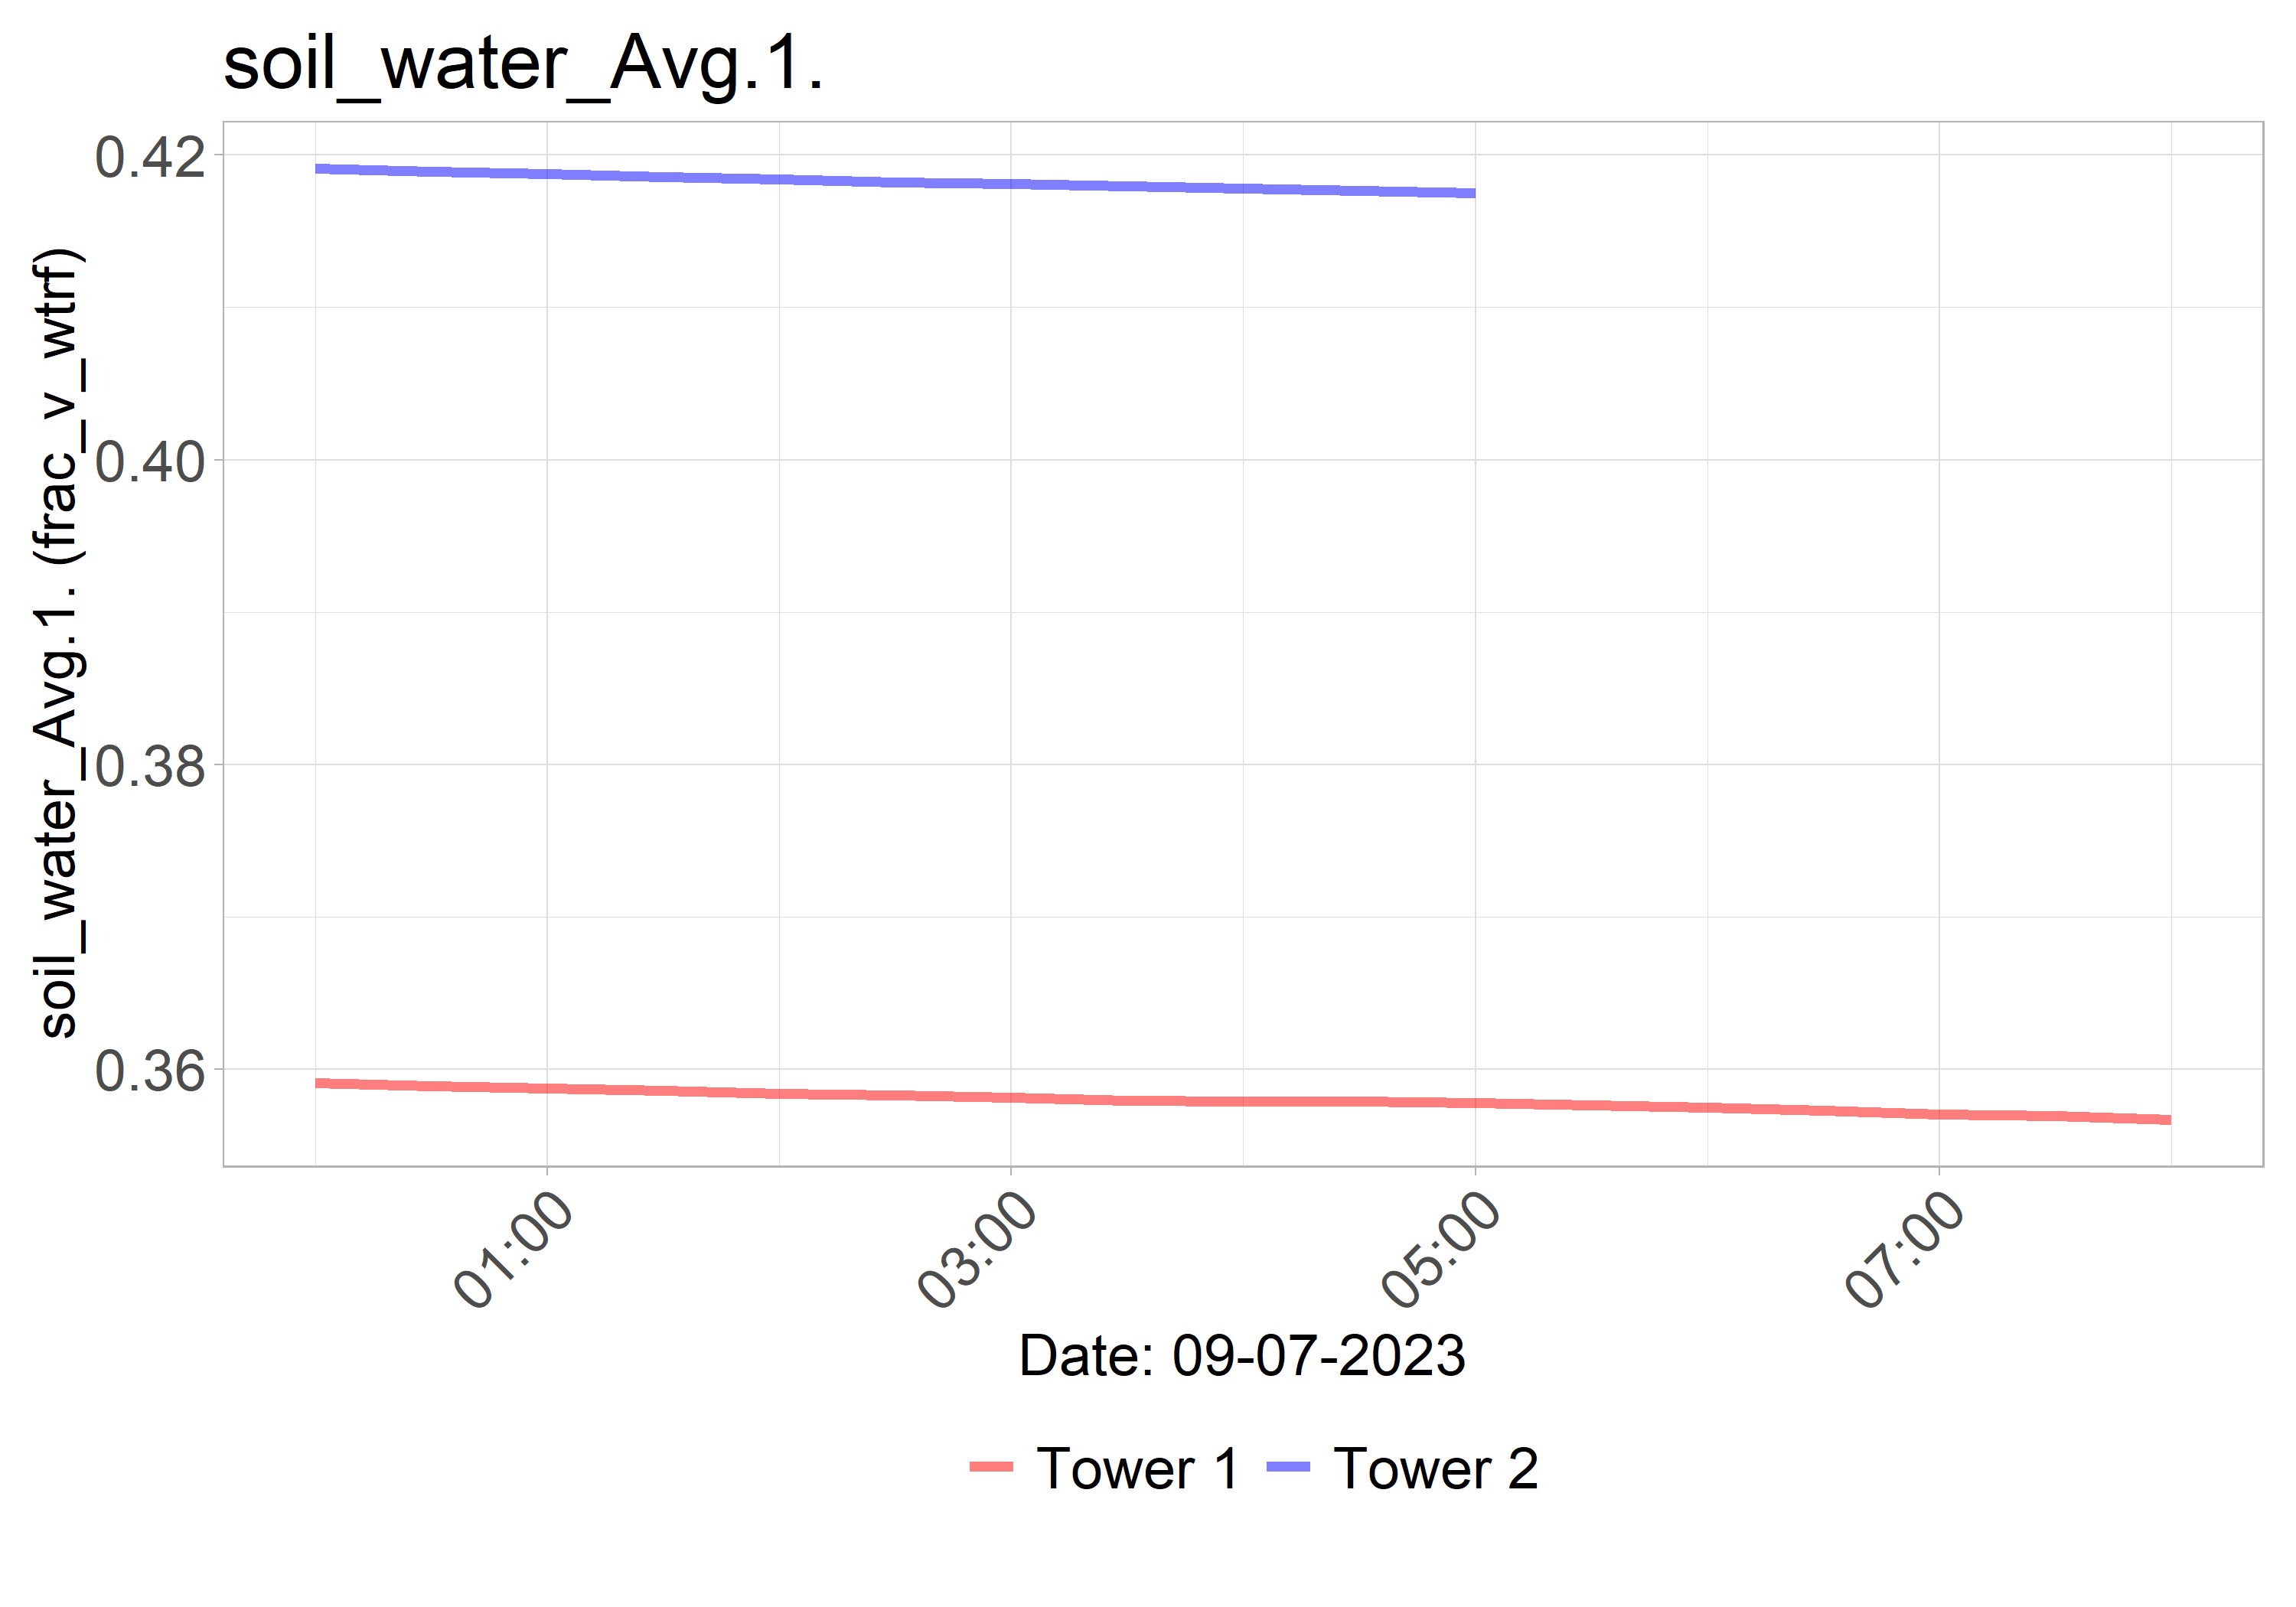 soil_water_Avg.1.
soil_water_Avg.1. (frac_v_wtrf)
0.42
0.40
0.38
0.36
01:00
03:00
05:00
07:00
Date: 09-07-2023
Tower 1
Tower 2